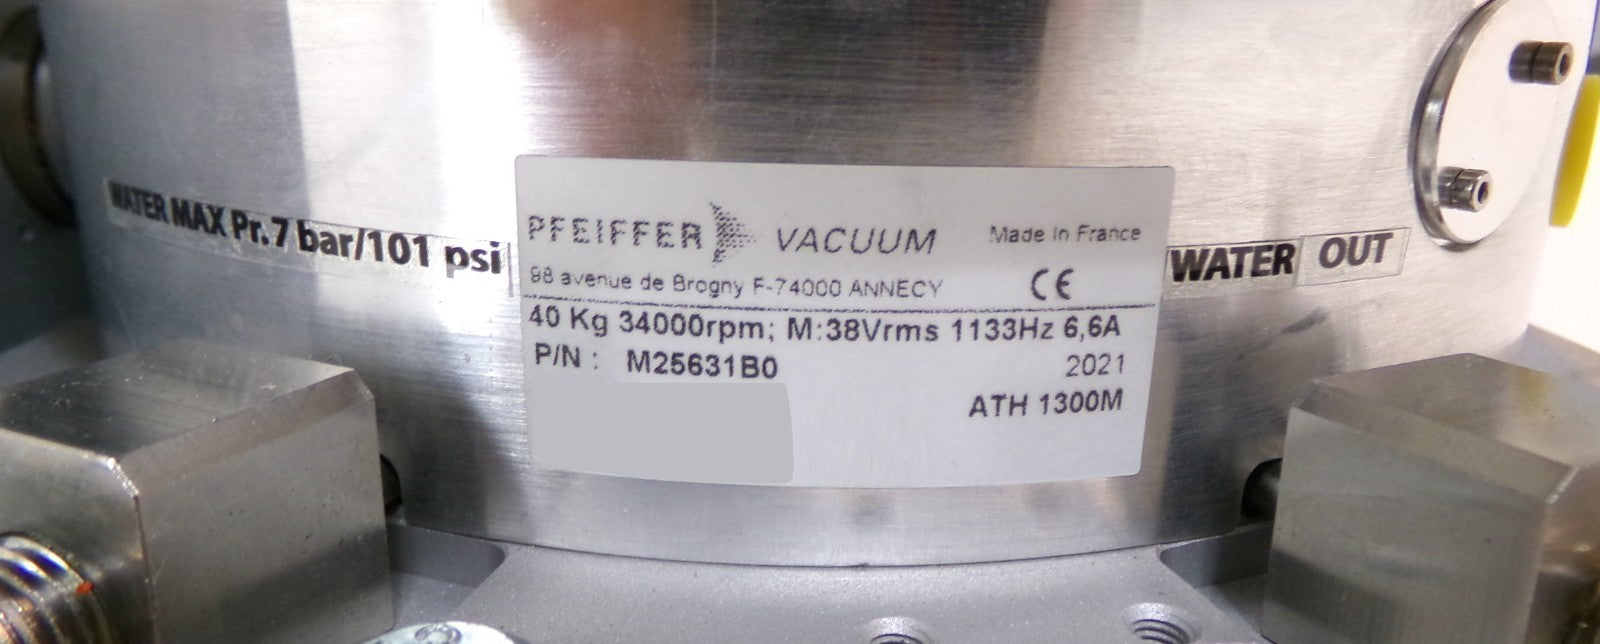 WATER MAX Pr. 7 bar/101 psi
PFEIFFER VACUUM Made in France
98 avenue de Brogny F-74000 ANNECY CE
40 Kg 34000rpm; M:38Vrms 1133Hz 6,6A
P/N : M25631B0 2021
ATH 1300M
WATER OUT